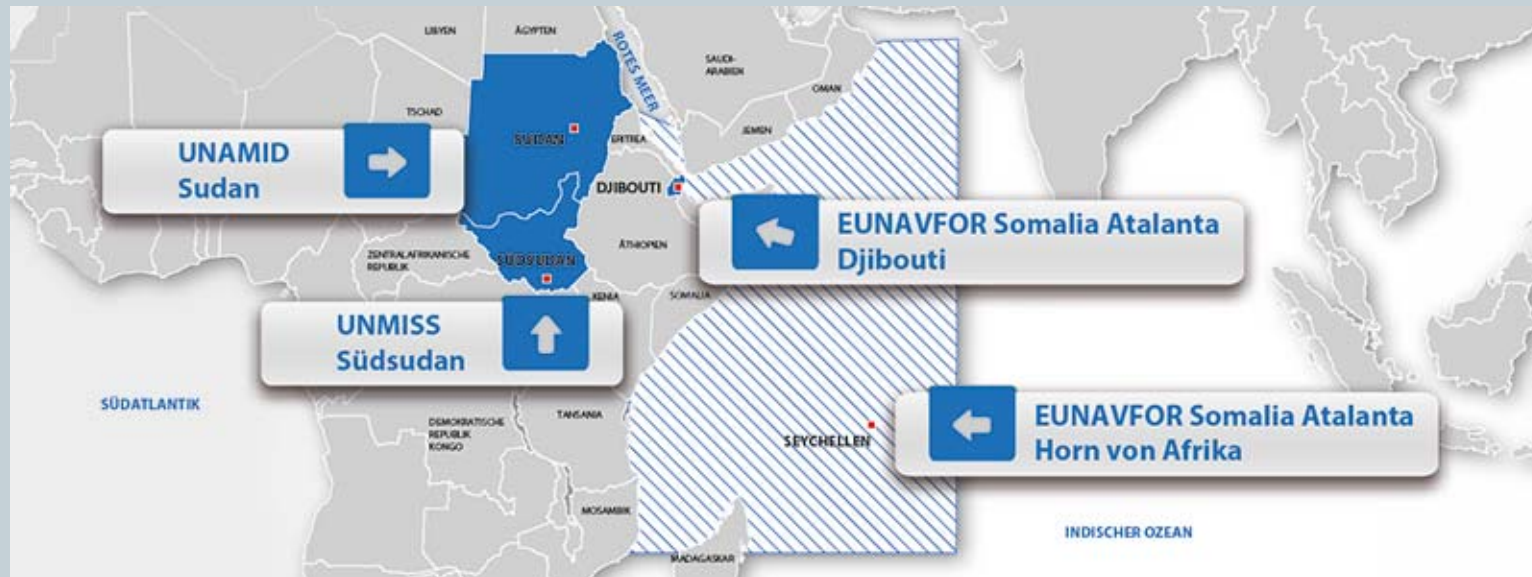 LIBYEN
ÄGYPTEN
ROTES MEER
SAUDI-
ARABIEN
OMAN
TSCHAD
SUDAN
ERITREA
JEMEN
UNAMID
Sudan
DJIBOUTI
EUNAVFOR Somalia Atalanta
Djibouti
ZENTRALAFRIKANISCHE
REPUBLIK
ÄTHIOPIEN
SÜDSUDAN
KENIA
SOMALIA
UNMISS
Südsudan
SÜDATLANTIK
DEMOKRATISCHE
REPUBLIK
KONGO
TANSANIA
SEYCHELLEN
EUNAVFOR Somalia Atalanta
Horn von Afrika
MOSAMBIK
MADAGASKAR
INDISCHER OZEAN